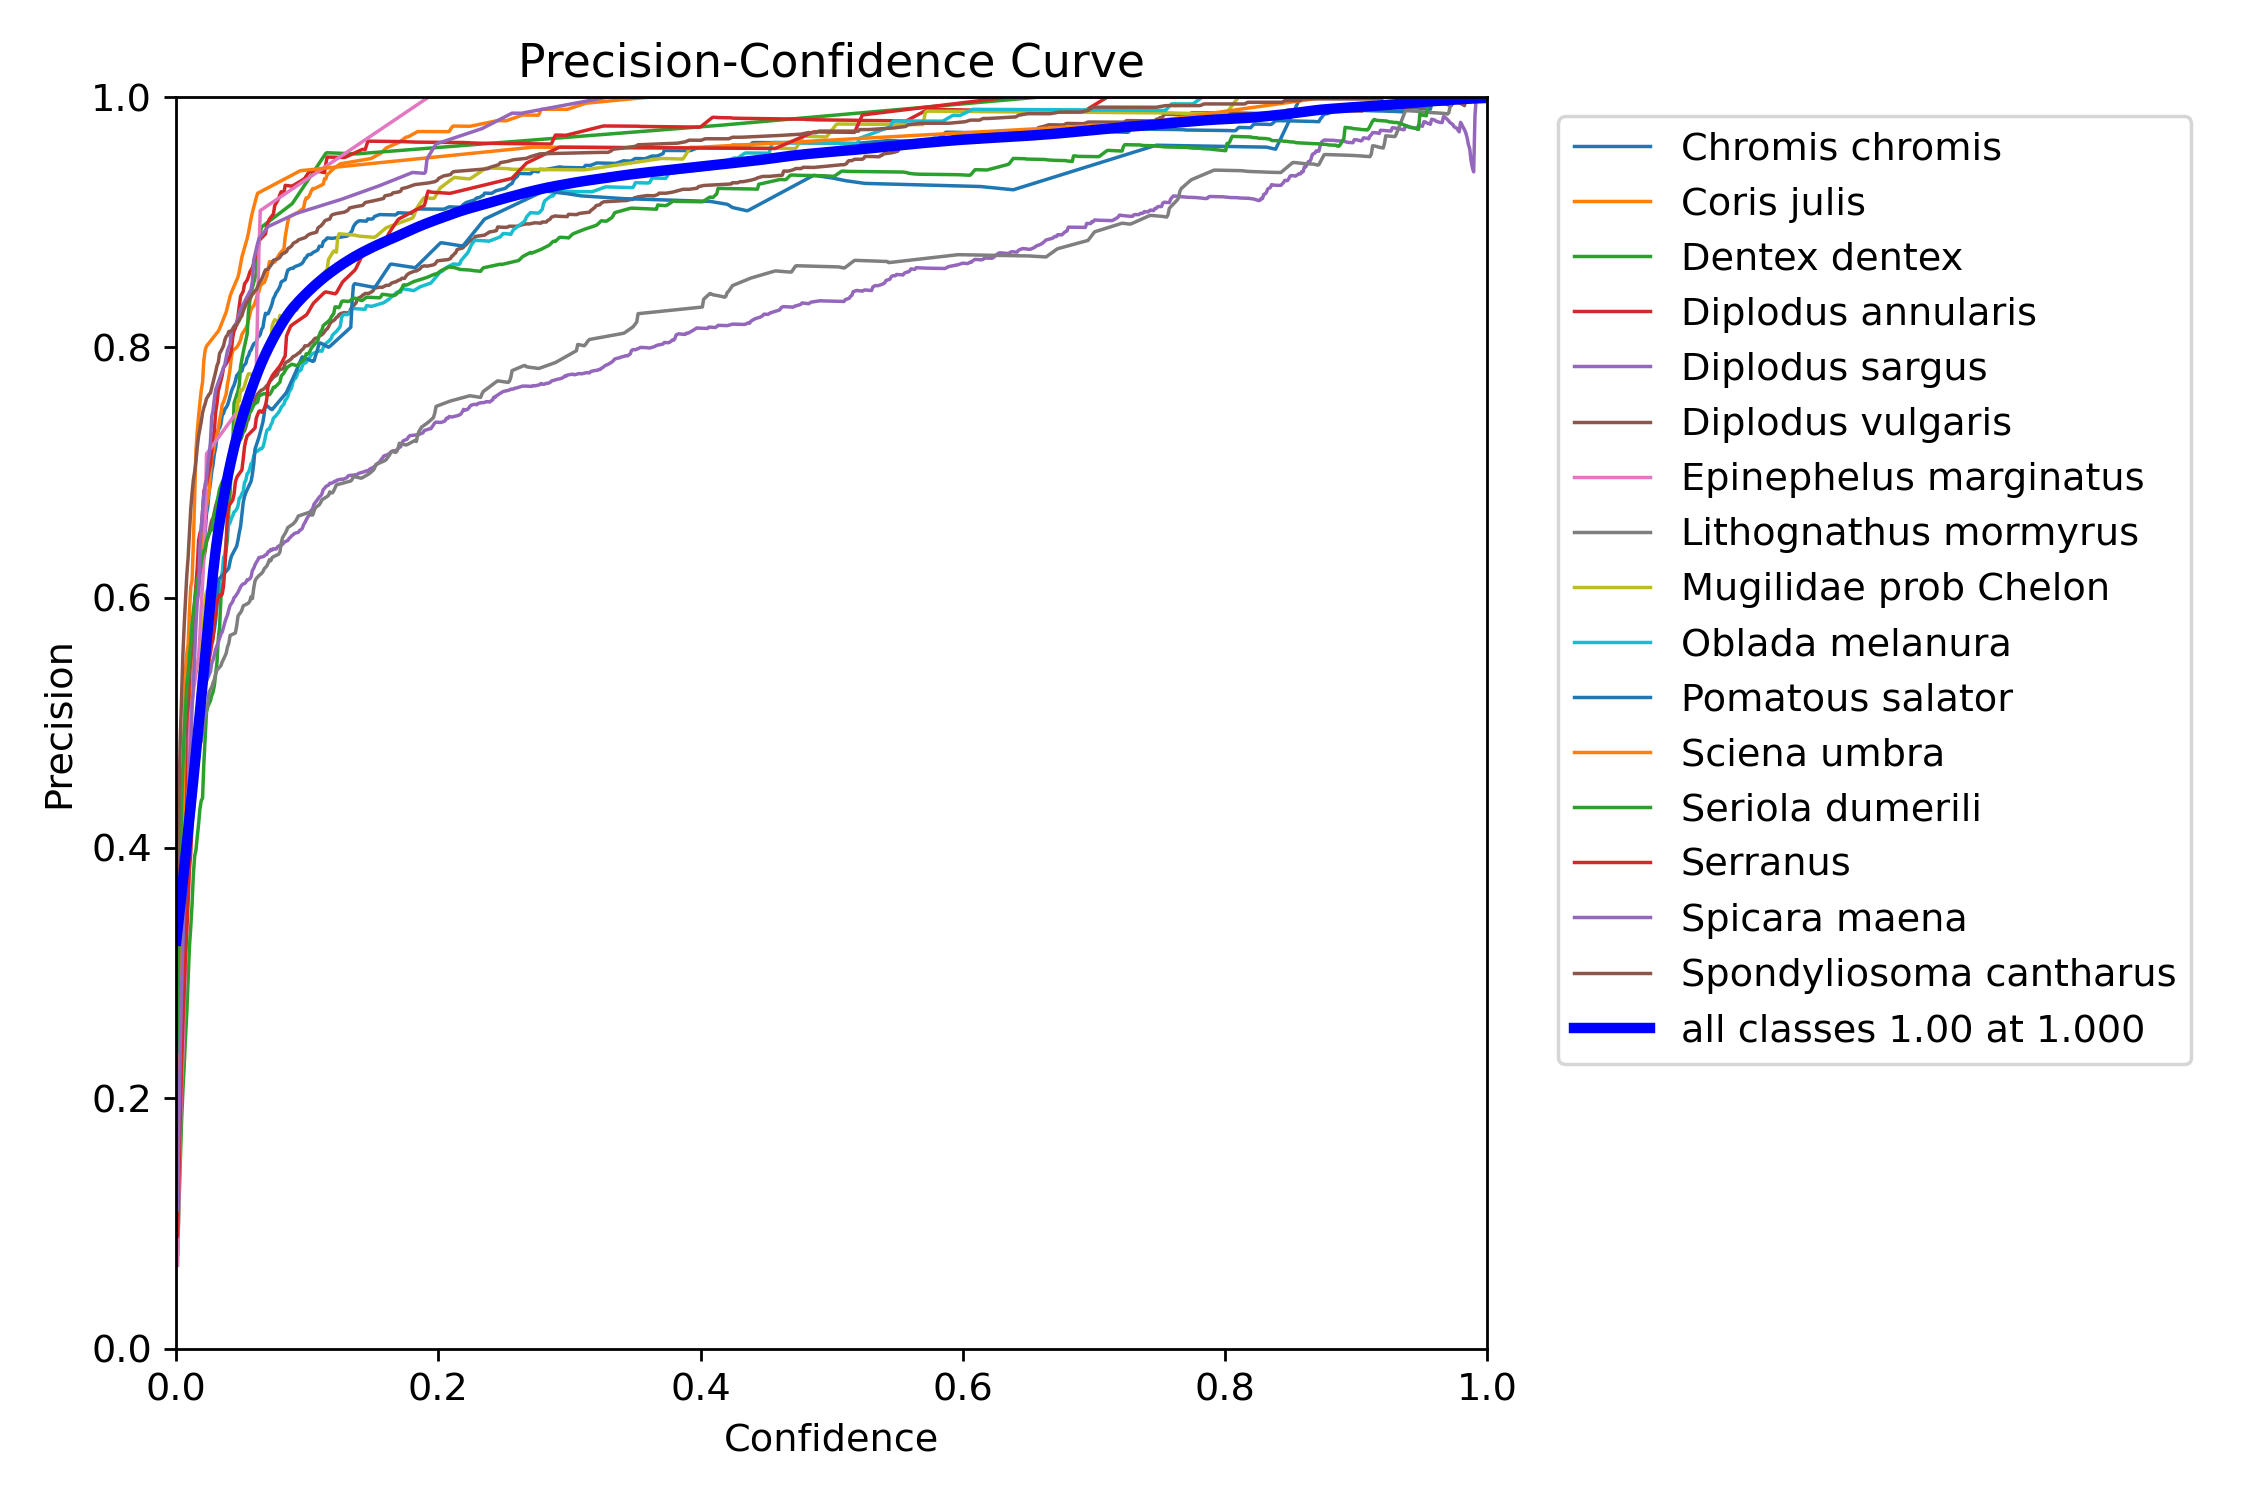 Precision-Confidence Curve
1.0
0.8
0.6
0.4
0.2
0.0
Precision
0.0 0.2 0.4 0.6 0.8 1.0
Confidence
Chromis chromis
Coris julis
Dentex dentex
Diplodus annularis
Diplodus sargus
Diplodus vulgaris
Epinephelus marginatus
Lithognathus mormyrus
Mugilidae prob Chelon
Oblada melanura
Pomatous salator
Sciena umbra
Seriola dumerili
Serranus
Spicara maena
Spondyliosoma cantharus
all classes 1.00 at 1.000